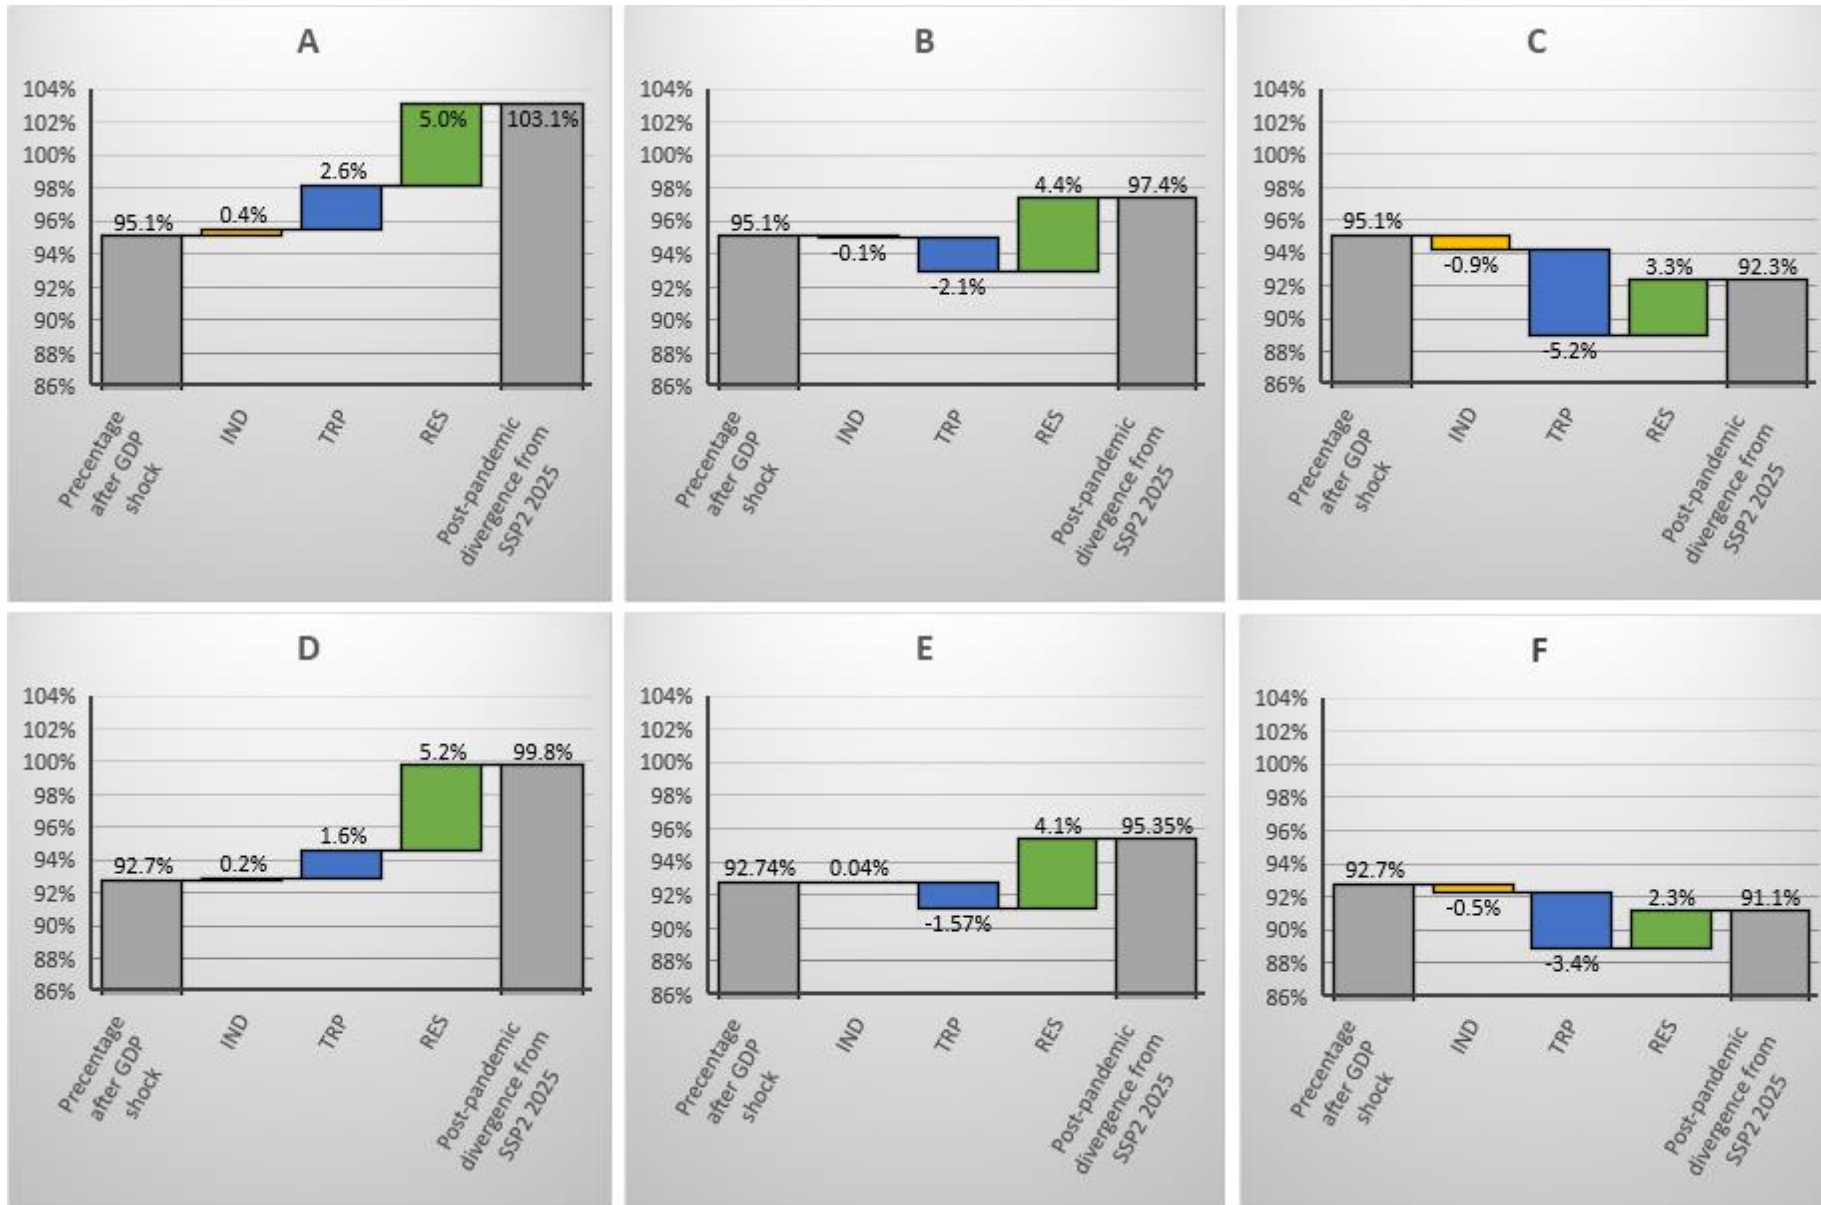 A
104%
102%
100%
98%
96%
94%
92%
90%
88%
86%
95.1%
0.4%
2.6%
5.0%
103.1%
Precentage
after GDP
shock
IND
TRP
RES
Post-pandemic
divergence from
SSP2 2025
B
104%
102%
100%
98%
96%
94%
92%
90%
88%
86%
95.1%
-0.1%
-2.1%
4.4%
97.4%
Precentage
after GDP
shock
IND
TRP
RES
Post-pandemic
divergence from
SSP2 2025
C
104%
102%
100%
98%
96%
94%
92%
90%
88%
86%
95.1%
-0.9%
-5.2%
3.3%
92.3%
Precentage
after GDP
shock
IND
TRP
RES
Post-pandemic
divergence from
SSP2 2025
D
104%
102%
100%
98%
96%
94%
92%
90%
88%
86%
92.7%
0.2%
1.6%
5.2%
99.8%
Precentage
after GDP
shock
IND
TRP
RES
Post-pandemic
divergence from
SSP2 2025
E
104%
102%
100%
98%
96%
94%
92%
90%
88%
86%
92.74%
0.04%
-1.57%
4.1%
95.35%
Precentage
after GDP
shock
IND
TRP
RES
Post-pandemic
divergence from
SSP2 2025
F
104%
102%
100%
98%
96%
94%
92%
90%
88%
86%
92.7%
-0.5%
-3.4%
2.3%
91.1%
Precentage
after GDP
shock
IND
TRP
RES
Post-pandemic
divergence from
SSP2 2025